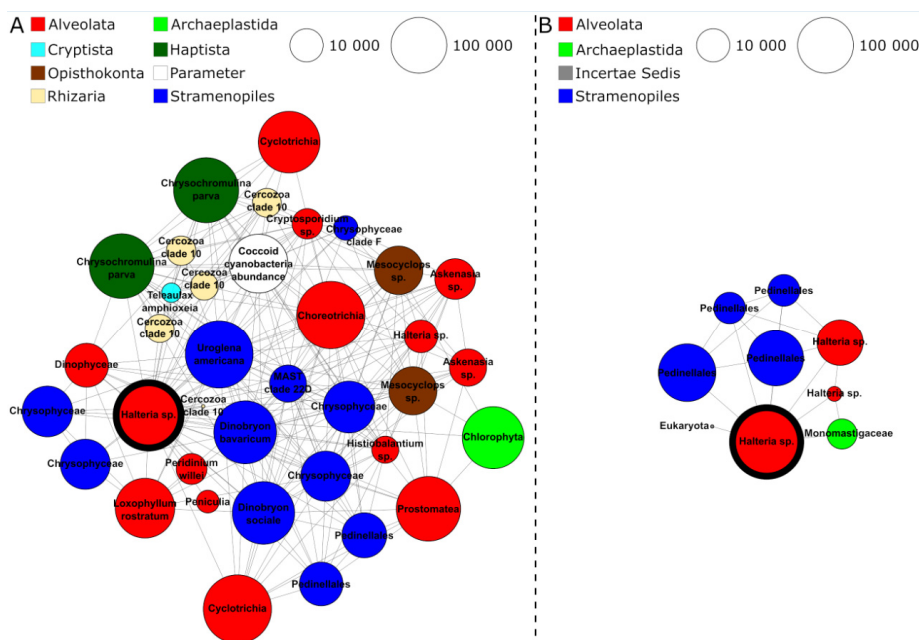 A
Alveolata
Archaeplastida
Cryptista
Haptista
Opisthokonta
Parameter
Rhizaria
Stramenopiles
10 000
100 000
Cyclotrichia
Chrysochromulina
parva
Cercozoa
clade 10
Cryptosporidium
sp.
Chrysophyceae
clade F
Cercozoa
clade 10
Coccoid
cyanobacteria
abundance
Chrysochromulina
parva
Mesocyclops
sp.
Askenasia
sp.
Cercozoa
clade 10
Teleaulax
amphioxeia
Choreotrichia
Cercozoa
clade 10
Halteria sp.
Uroglena
americana
Dinophyceae
Askenasia
sp.
MAST
clade 22D
Mesocyclops
sp.
Chrysophyceae
Halteria sp.
Cercozoa
clade 10
Chrysophyceae
Dinobryon
bavaricum
Chlorophyta
Histiobalantium
sp.
Chrysophyceae
Peridinium
willei
Chrysophyceae
Peniculia
Loxophyllum
rostratum
Dinobryon
sociale
Prostomatea
Pedinellales
Pedinellales
Cyclotrichia
B
Alveolata
Archaeplastida
Incertae Sedis
Stramenopiles
10 000
100 000
Pedinellales
Pedinellales
Halteria sp.
Pedinellales
Pedinellales
Halteria sp.
Eukaryota
Monomastigaceae
Halteria sp.